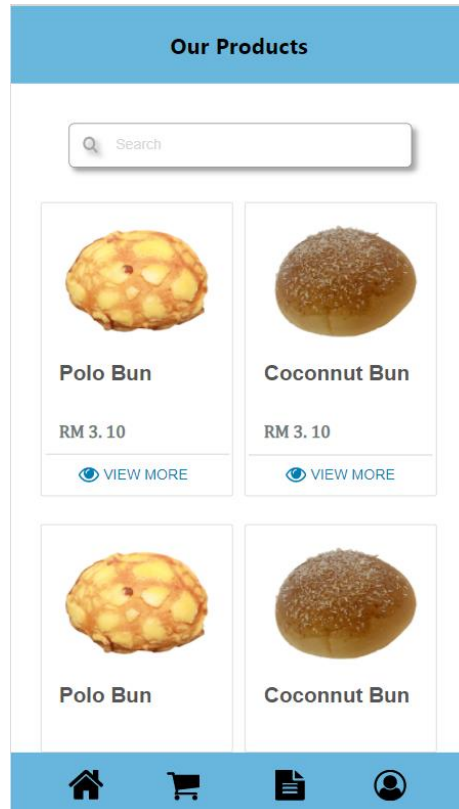 Our Products
Search
Polo Bun
Coconnut Bun
RM 3. 10
RM 3. 10
VIEW MORE
VIEW MORE
Polo Bun
Coconnut Bun